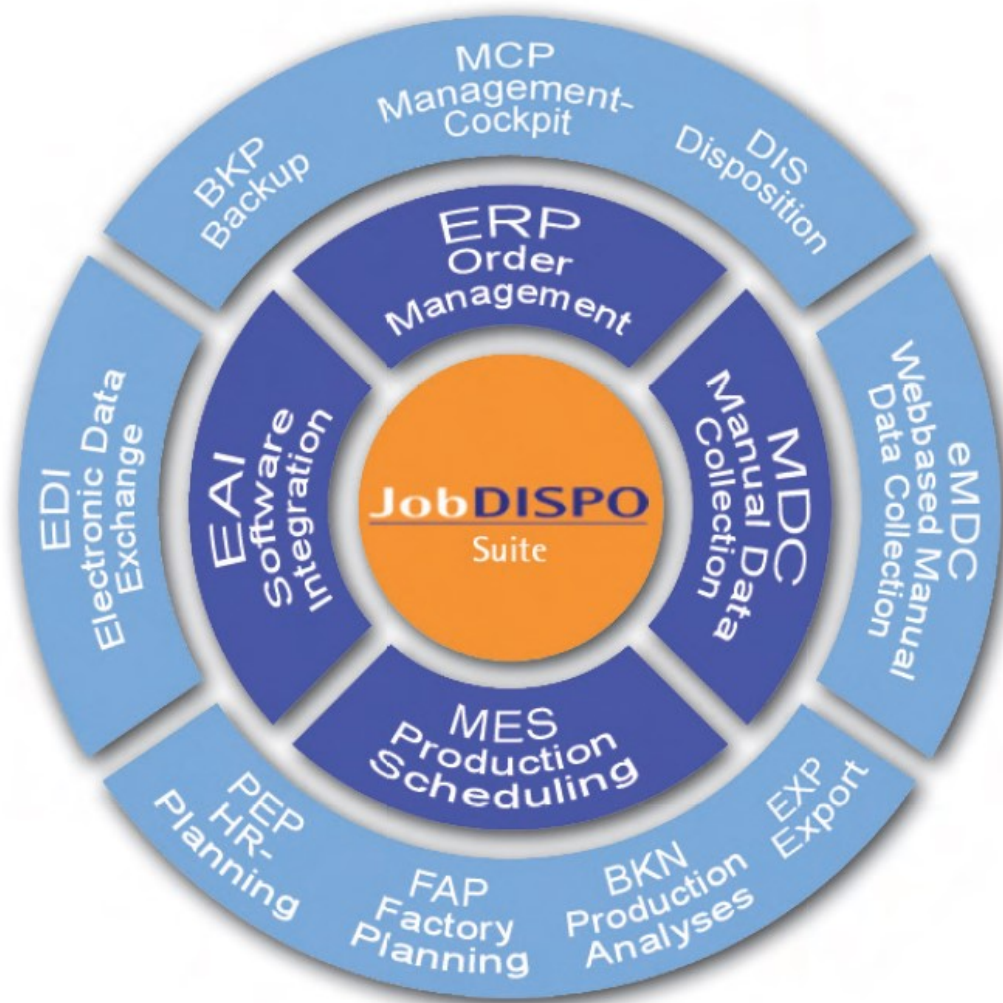 MCP
Management-
Cockpit
BKP
Backup
DIS
Disposition
ERP
Order
Management
EDI
Electronic Data
Exchange
EAI
Software
Integration
JobDISPO
Suite
MDC
Manual Data
Collection
eMDC
Webbased Manual
Data Collection
MES
Production
Scheduling
PEP
HR-
Planning
FAP
Factory
Planning
BKN
Production
Analyses
EXP
Export